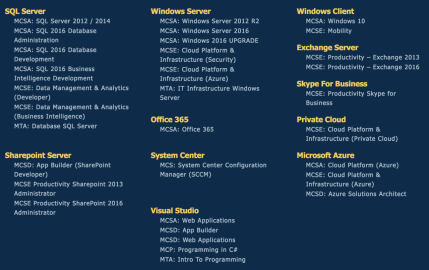 SQL Server
MCSA: SQL Server 2012 / 2014
MCSA: SQL 2016 Database
Administration
MCSA: SQL 2016 Database
Development
MCSA: SQL 2016 Business
Intelligence Development
MCSE: Data Management & Analytics
(Developer)
MCSE: Data Management & Analytics
(Business Intelligence)
MTA: Database SQL Server
Sharepoint Server
MCSD: App Builder (SharePoint
Developer)
MCSE Productivity Sharepoint 2013
Administrator
MCSE Productivity SharePoint 2016
Administrator
Windows Server
MCSA: Windows Server 2012 R2
MCSA: Windows Server 2016
MCSA: Windows 2016 UPGRADE
MCSE: Cloud Platform &
Infrastructure (Security)
MCSE: Cloud Platform &
Infrastructure (Azure)
MTA: IT Infrastructure Windows
Server
Office 365
MCSA: Office 365
System Center
MCS: System Center Configuration
Manager (SCCM)
Visual Studio
MCSA: Web Applications
MCSD: App Builder
MCSD: Web Applications
MCP: Programming in C#
MTA: Intro To Programming
Windows Client
MCSA: Windows 10
MCSE: Mobility
Exchange Server
MCSE: Productivity – Exchange 2013
MCSE: Productivity – Exchange 2016
Skype For Business
MCSE: Productivity Skype for
Business
Private Cloud
MCSE: Cloud Platform &
Infrastructure (Private Cloud)
Microsoft Azure
MCSA: Cloud Platform (Azure)
MCSE: Cloud Platform &
Infrastructure (Azure)
MCSD: Azure Solutions Architect